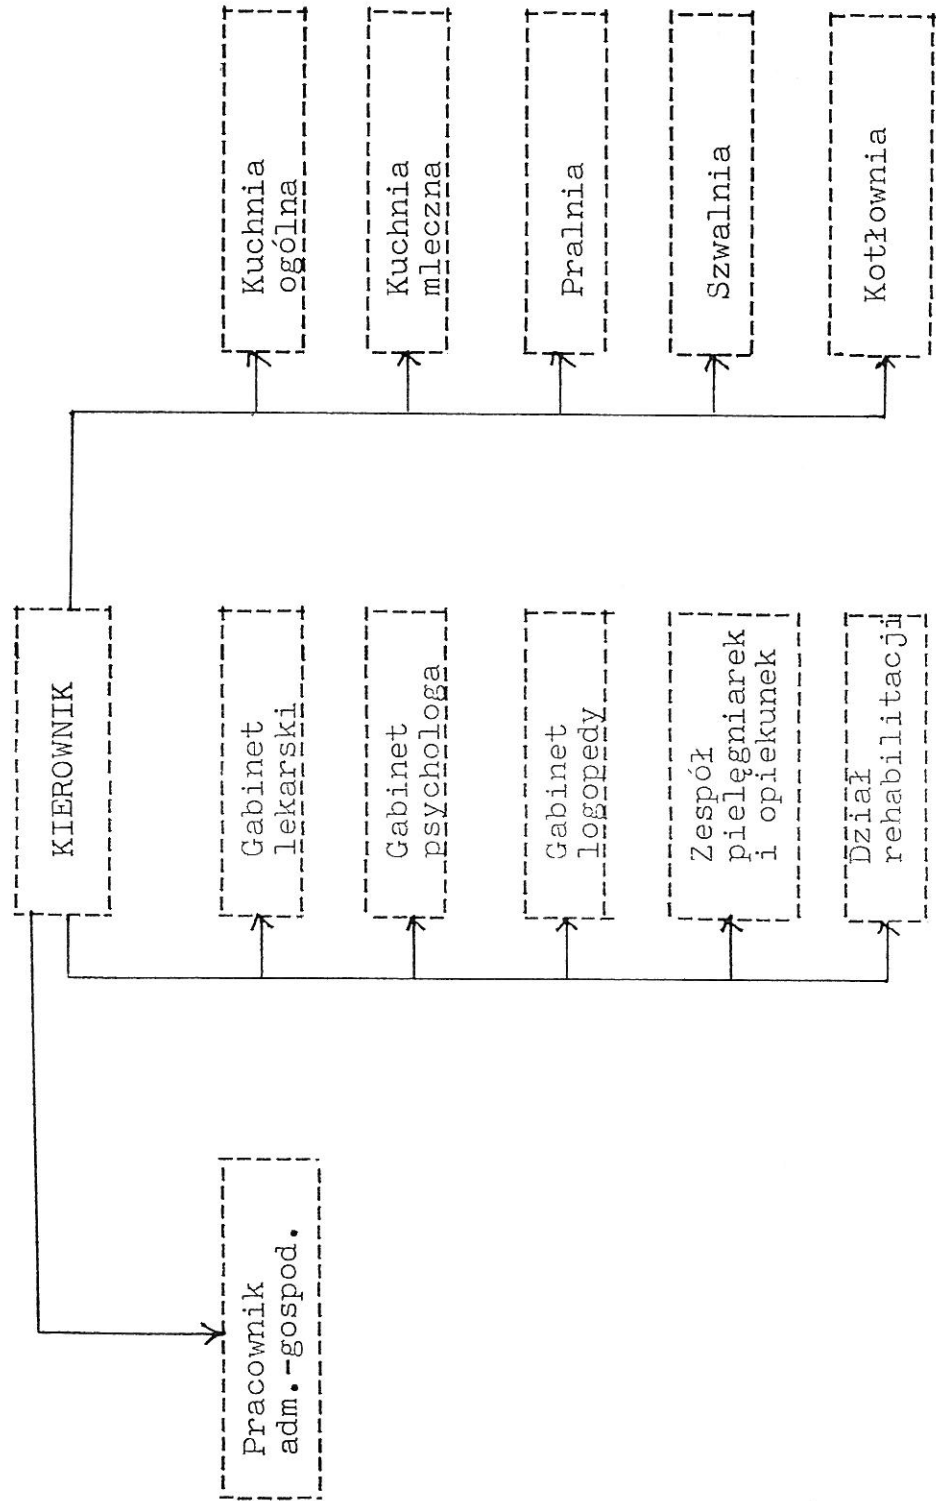 KIEROWNIK
Pracownik
adm.-gospod.
Gabinet
lekarski
Gabinet
psychologa
Gabinet
logopedy
Zespół
pielęgniarek
i opiekunek
Dział
rehabilitacji
Kuchnia
ogólna
Kuchnia
mleczna
Pralnia
Szwalnia
Kotłownia